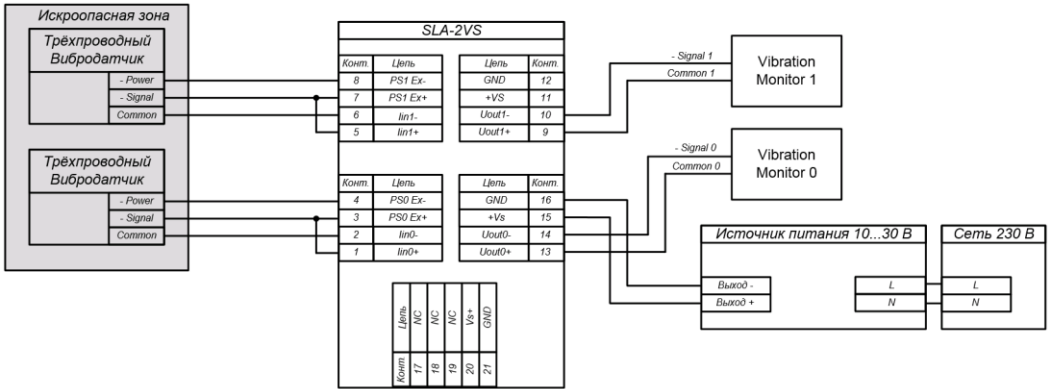 Искроопасная зона
Трёхпроводный
Вибродатчик
- Power
- Signal
Common
Трёхпроводный
Вибродатчик
- Power
- Signal
Common
SLA-2VS
Конт. Цепь
8 PS1 Ex-
7 PS1 Ex+
6 Iin1-
5 Iin1+
Цепь Конт.
GND 12
+VS 11
Uout1- 10
Uout1+ 9
Конт. Цепь
4 PS0 Ex-
3 PS0 Ex+
2 Iin0-
1 Iin0+
Цепь Конт.
GND 16
+Vs 15
Uout0- 14
Uout0+ 13
Цепь NC NC NC Vs+ GND
Конт. 17 18 19 20 21
- Signal 1
Common 1
Vibration
Monitor 1
- Signal 0
Common 0
Vibration
Monitor 0
Источник питания 10...30 В
Выход -
Выход +
L
N
Сеть 230 В
L
N